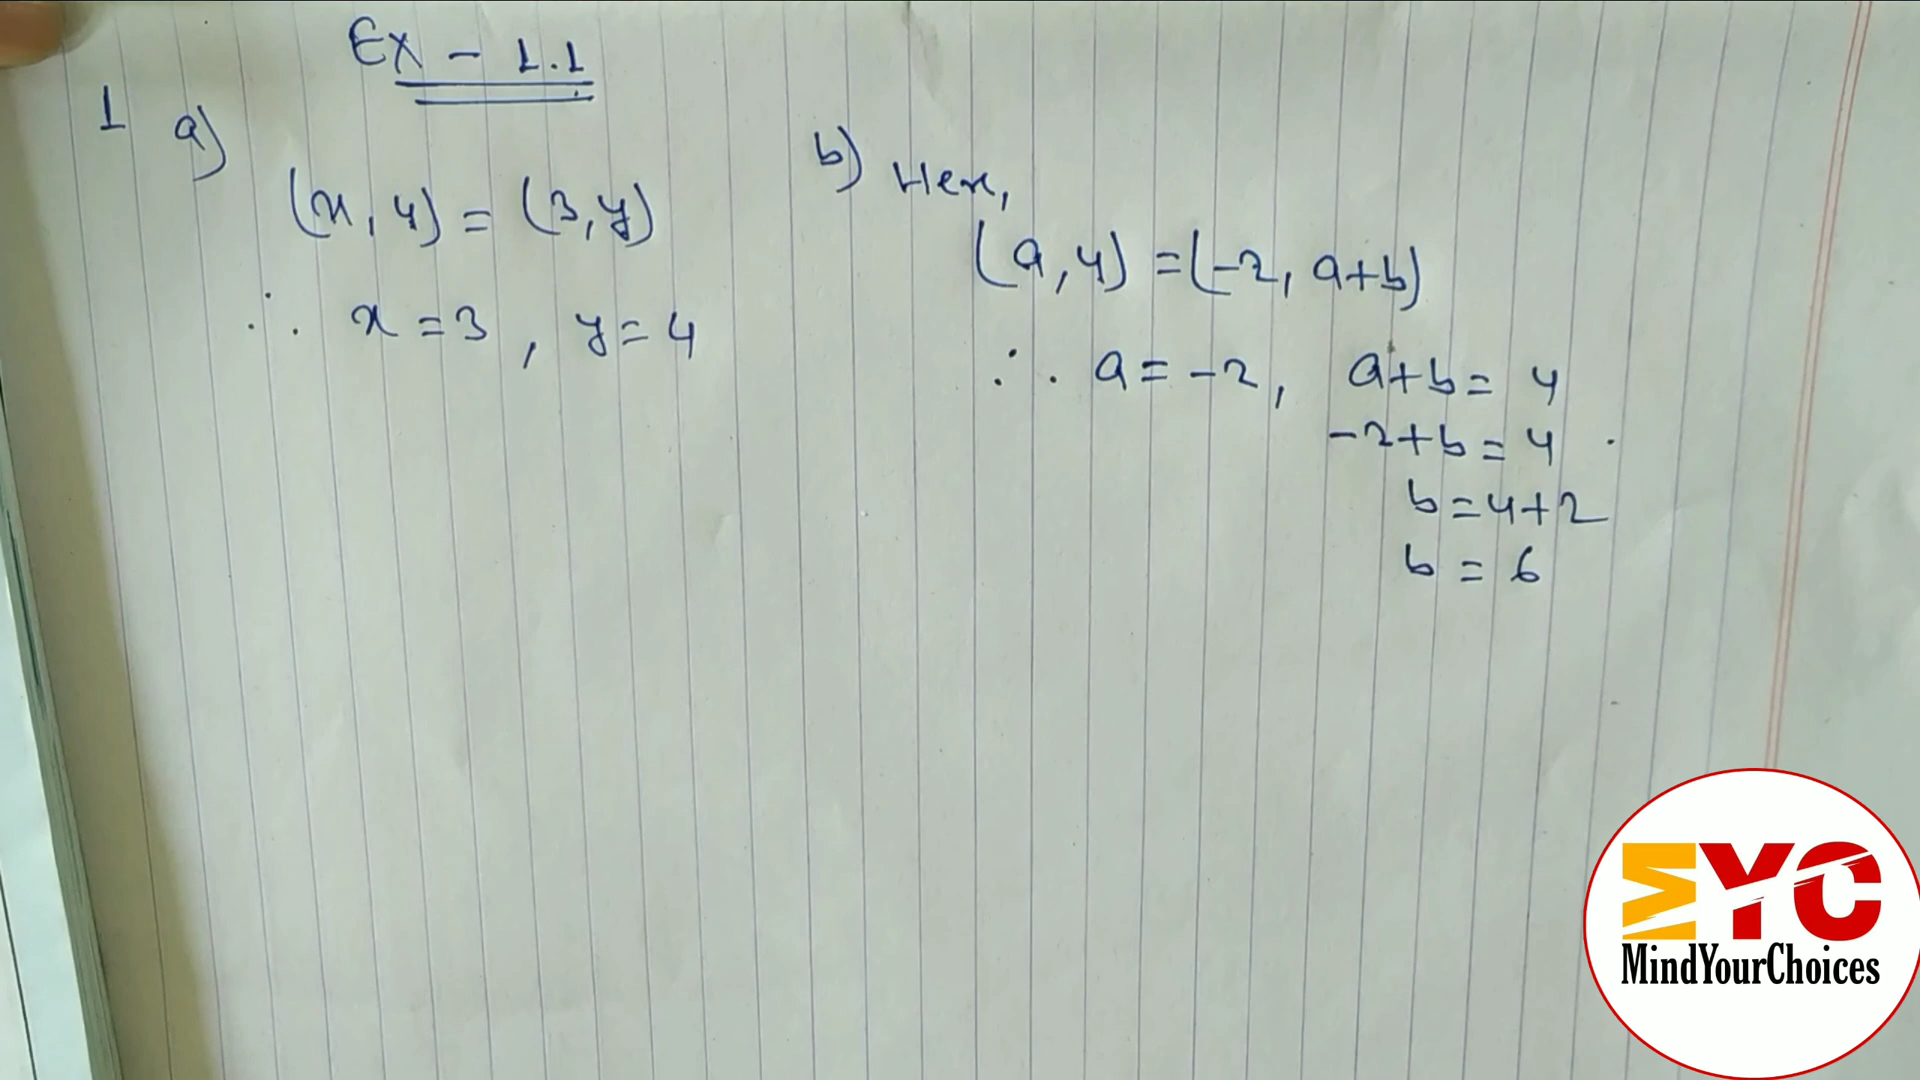 Ex - 1.1
1 a)
(x, 4) = (3, y)
∴ x = 3, y = 4
b) Here,
(a, 4) = (-2, a+b)
∴ a = -2, a+b = 4
-2+b = 4
b = 4+2
b = 6
MYC
MindYourChoices